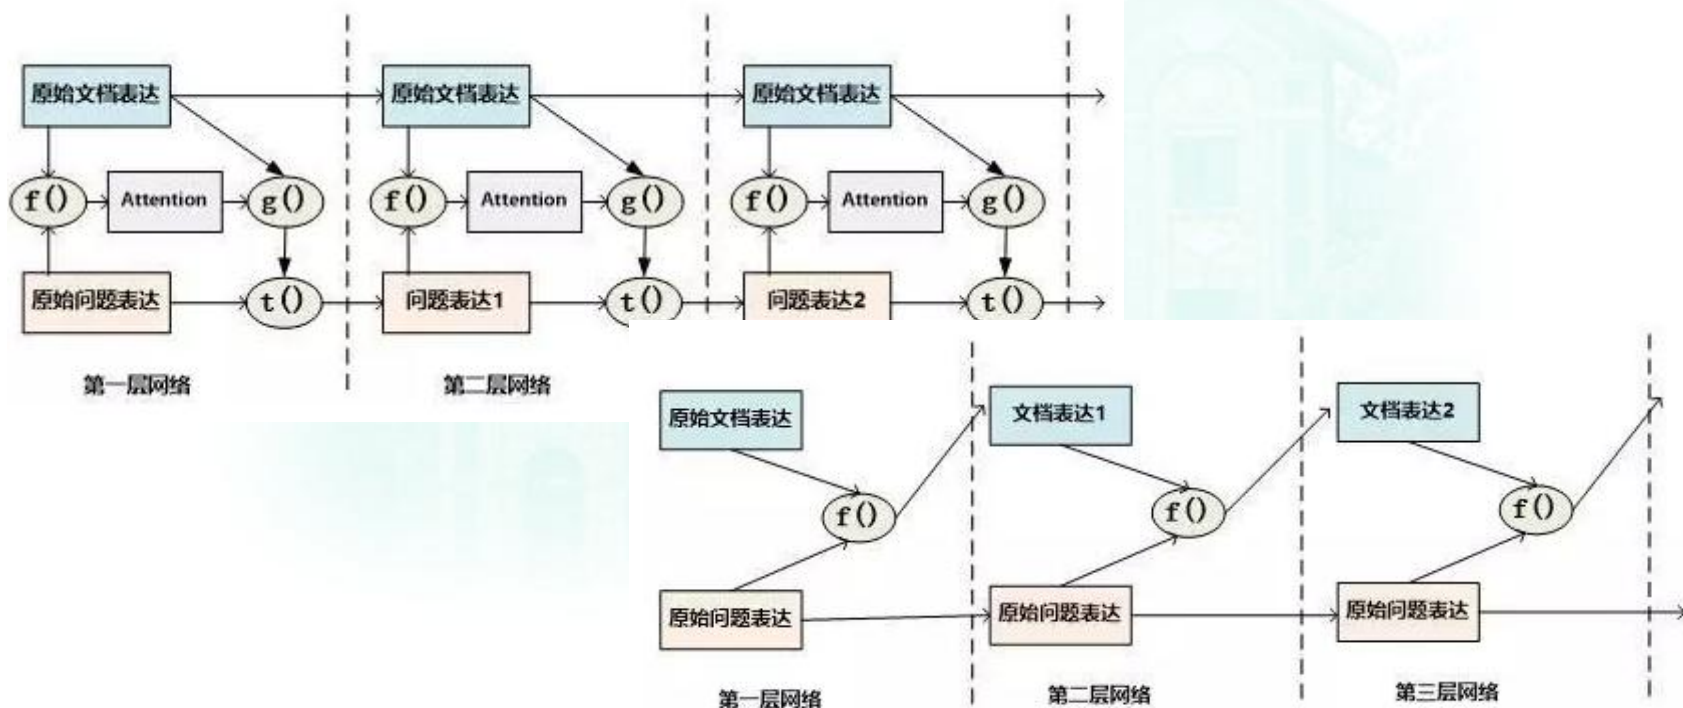 原始文档表达 原始文档表达 原始文档表达
f() Attention g() f() Attention g() f() Attention g()
原始问题表达 t() 问题表达1 t() 问题表达2 t()
第一层网络 第二层网络
原始文档表达 文档表达1 文档表达2
f() f() f()
原始问题表达 原始问题表达 原始问题表达
第一层网络 第二层网络 第三层网络